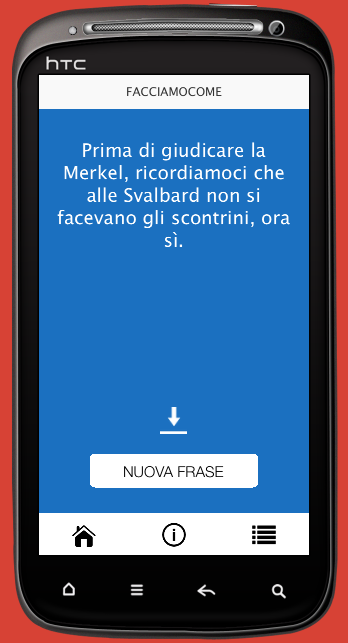 hTC
FACCIAMOCOME
Prima di giudicare la
Merkel, ricordiamoci che
alle Svalbard non si
facevano gli scontrini, ora
sì.
NUOVA FRASE